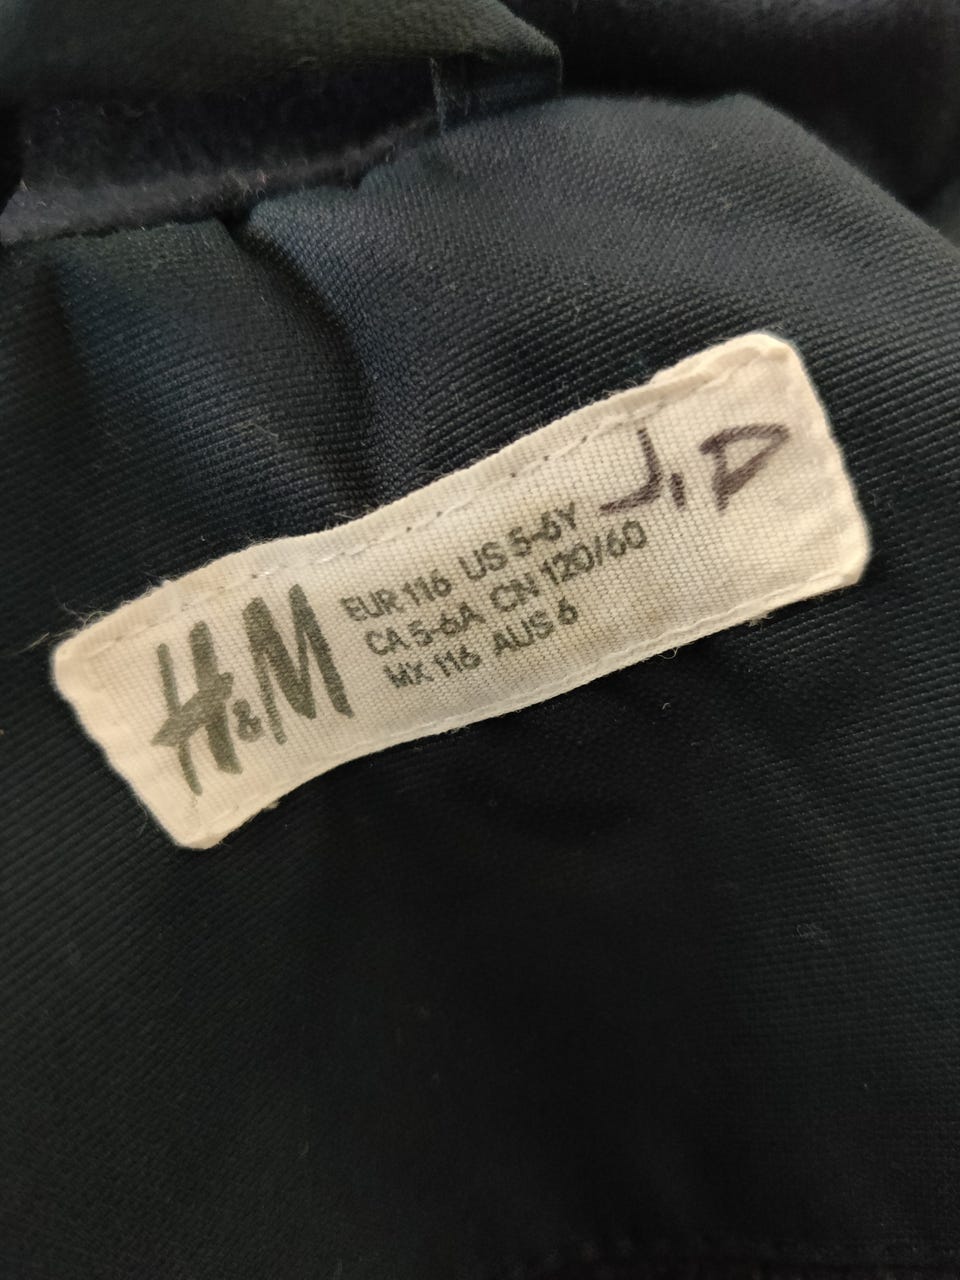 H&M
EUR 116 US 5-6Y
CA 5-6A CN 120/60
MX 116 AUS 6
J.D